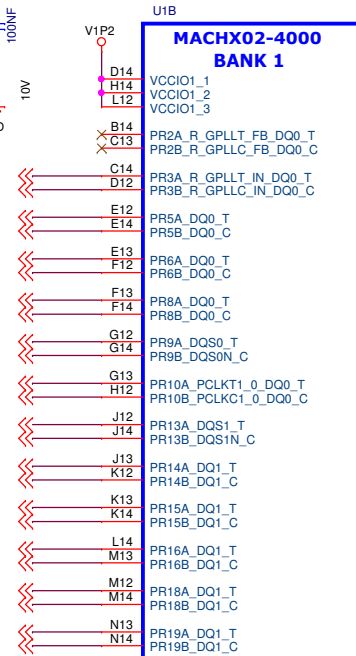 100NF
10V
U1B
V1P2
MACHX02-4000
BANK 1
D14 VCCIO1_1
H14 VCCIO1_2
L12 VCCIO1_3
B14 PR2A_R_GPLLT_FB_DQ0_T
C13 PR2B_R_GPLLC_FB_DQ0_C
C14 PR3A_R_GPLLT_IN_DQ0_T
D12 PR3B_R_GPLLC_IN_DQ0_C
E12 PR5A_DQ0_T
E14 PR5B_DQ0_C
E13 PR6A_DQ0_T
F12 PR6B_DQ0_C
F13 PR8A_DQ0_T
F14 PR8B_DQ0_C
G12 PR9A_DQS0_T
G14 PR9B_DQS0N_C
G13 PR10A_PCLKT1_0_DQ0_T
H12 PR10B_PCLKC1_0_DQ0_C
J12 PR13A_DQS1_T
J14 PR13B_DQS1N_C
J13 PR14A_DQ1_T
K12 PR14B_DQ1_C
K13 PR15A_DQ1_T
K14 PR15B_DQ1_C
L14 PR16A_DQ1_T
M13 PR16B_DQ1_C
M12 PR18A_DQ1_T
M14 PR18B_DQ1_C
N13 PR19A_DQ1_T
N14 PR19B_DQ1_C